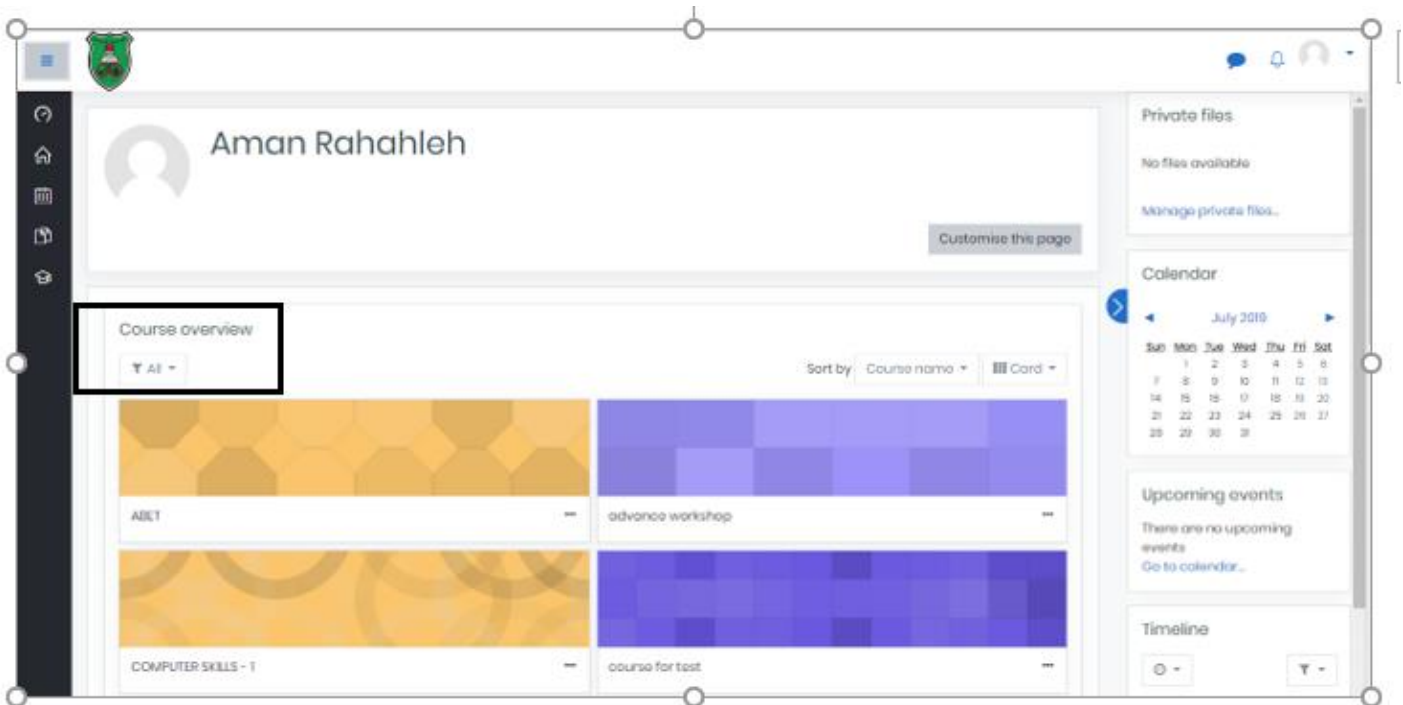 Aman Rahahleh
Customise this page
Course overview
All
Sort by Course name Card
ABET
advance workshop
COMPUTER SKILLS - 1
course for test
Private files
No files available
Manage private files...
Calendar
July 2019
Sun Mon Tue Wed Thu Fri Sat
1 2 3 4 5 6
7 8 9 10 11 12 13
14 15 16 17 18 19 20
21 22 23 24 25 26 27
28 29 30 31
Upcoming events
There are no upcoming
events
Go to calendar...
Timeline